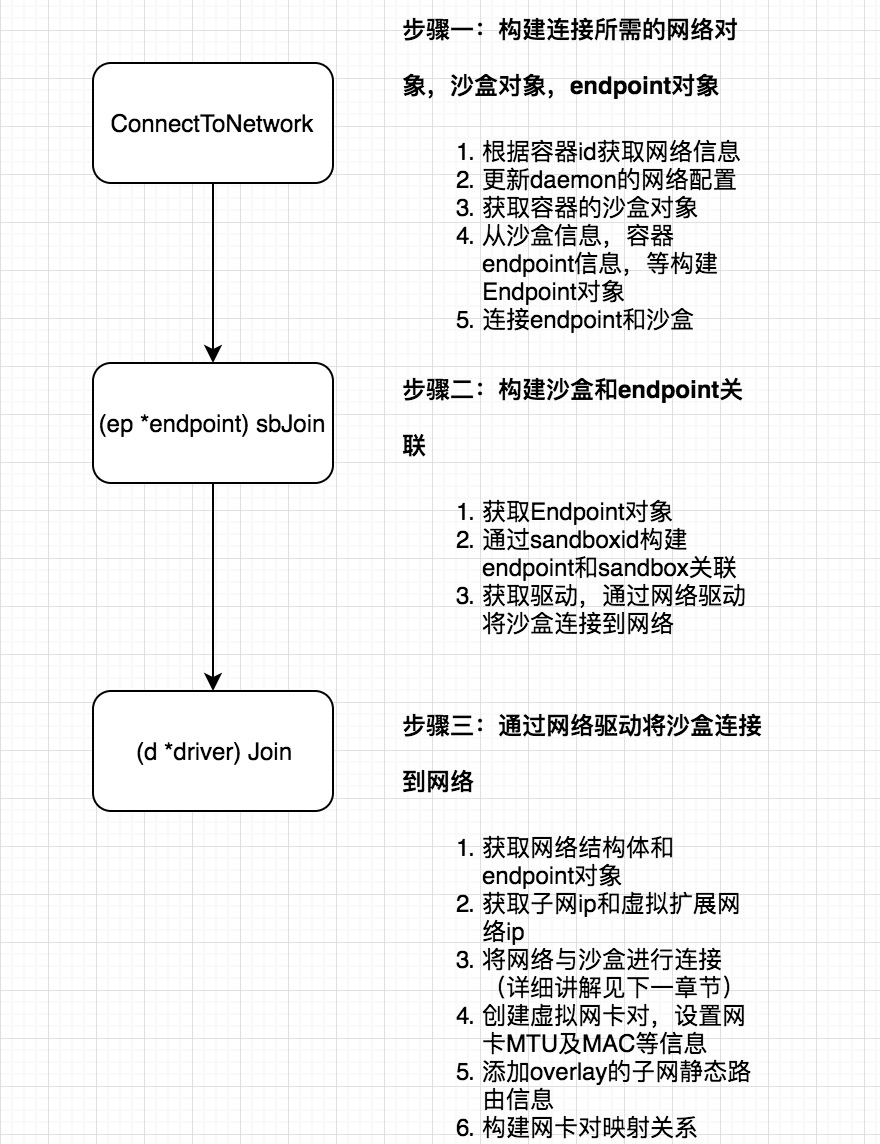 ConnectToNetwork
步骤一：构建连接所需的网络对
象，沙盒对象，endpoint对象
1. 根据容器id获取网络信息
2. 更新daemon的网络配置
3. 获取容器的沙盒对象
4. 从沙盒信息，容器
endpoint信息，等构建
Endpoint对象
5. 连接endpoint和沙盒
(ep *endpoint) sbJoin
步骤二：构建沙盒和endpoint关
联
1. 获取Endpoint对象
2. 通过sandboxid构建
endpoint和sandbox关联
3. 获取驱动，通过网络驱动
将沙盒连接到网络
(d *driver) Join
步骤三：通过网络驱动将沙盒连接
到网络
1. 获取网络结构体和
endpoint对象
2. 获取子网ip和虚拟扩展网
络ip
3. 将网络与沙盒进行连接
（详细讲解见下一章节）
4. 创建虚拟网卡对，设置网
卡MTU及MAC等信息
5. 添加overlay的子网静态路
由信息
6. 构建网卡对映射关系